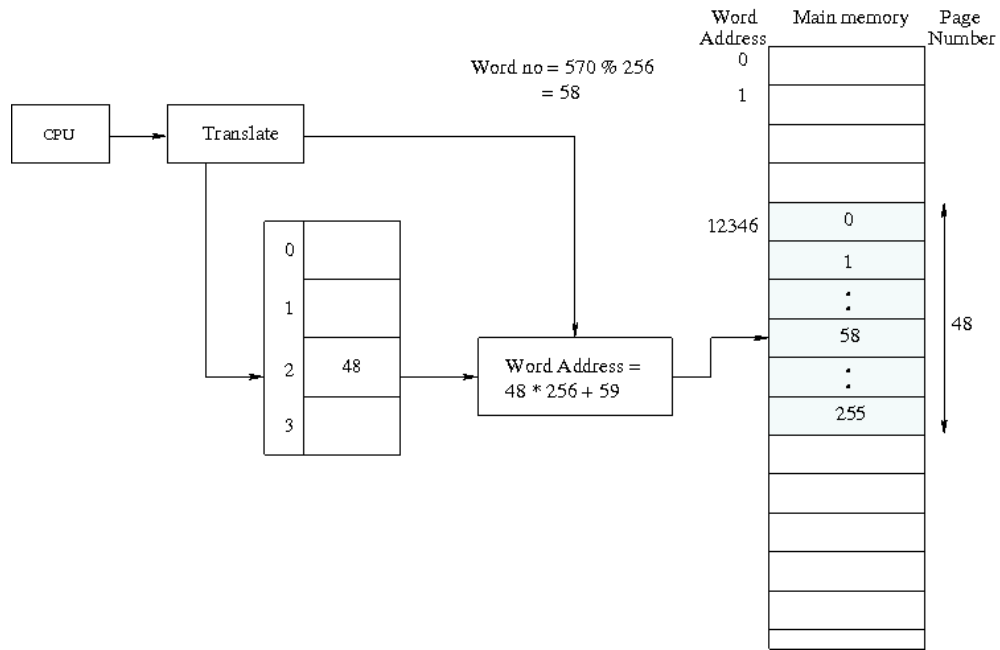 Word Address
Main memory
Page Number
0
1
Word no = 570 % 256
= 58
CPU
Translate
12346
0
1
:
58
:
255
48
0
1
2
48
3
Word Address =
48 * 256 + 59